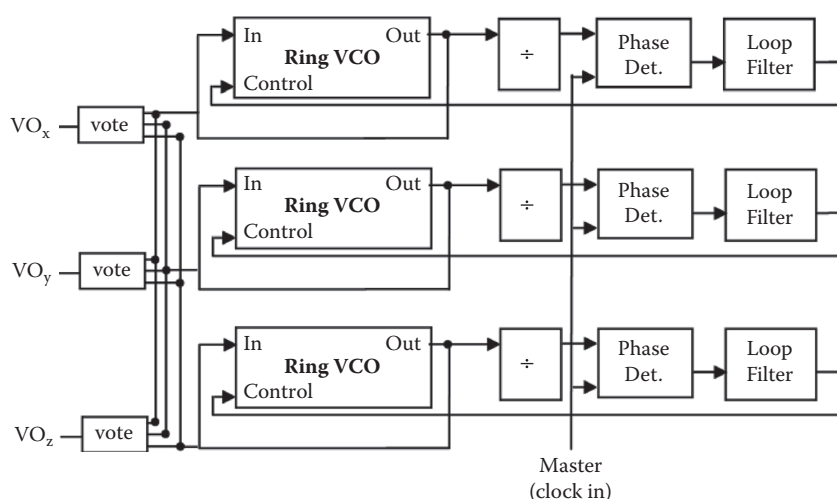 In
Out
Ring VCO
Control
÷
Phase
Det.
Loop
Filter
VOx
vote
In
Out
Ring VCO
Control
÷
Phase
Det.
Loop
Filter
VOy
vote
In
Out
Ring VCO
Control
÷
Phase
Det.
Loop
Filter
VOz
vote
Master
(clock in)